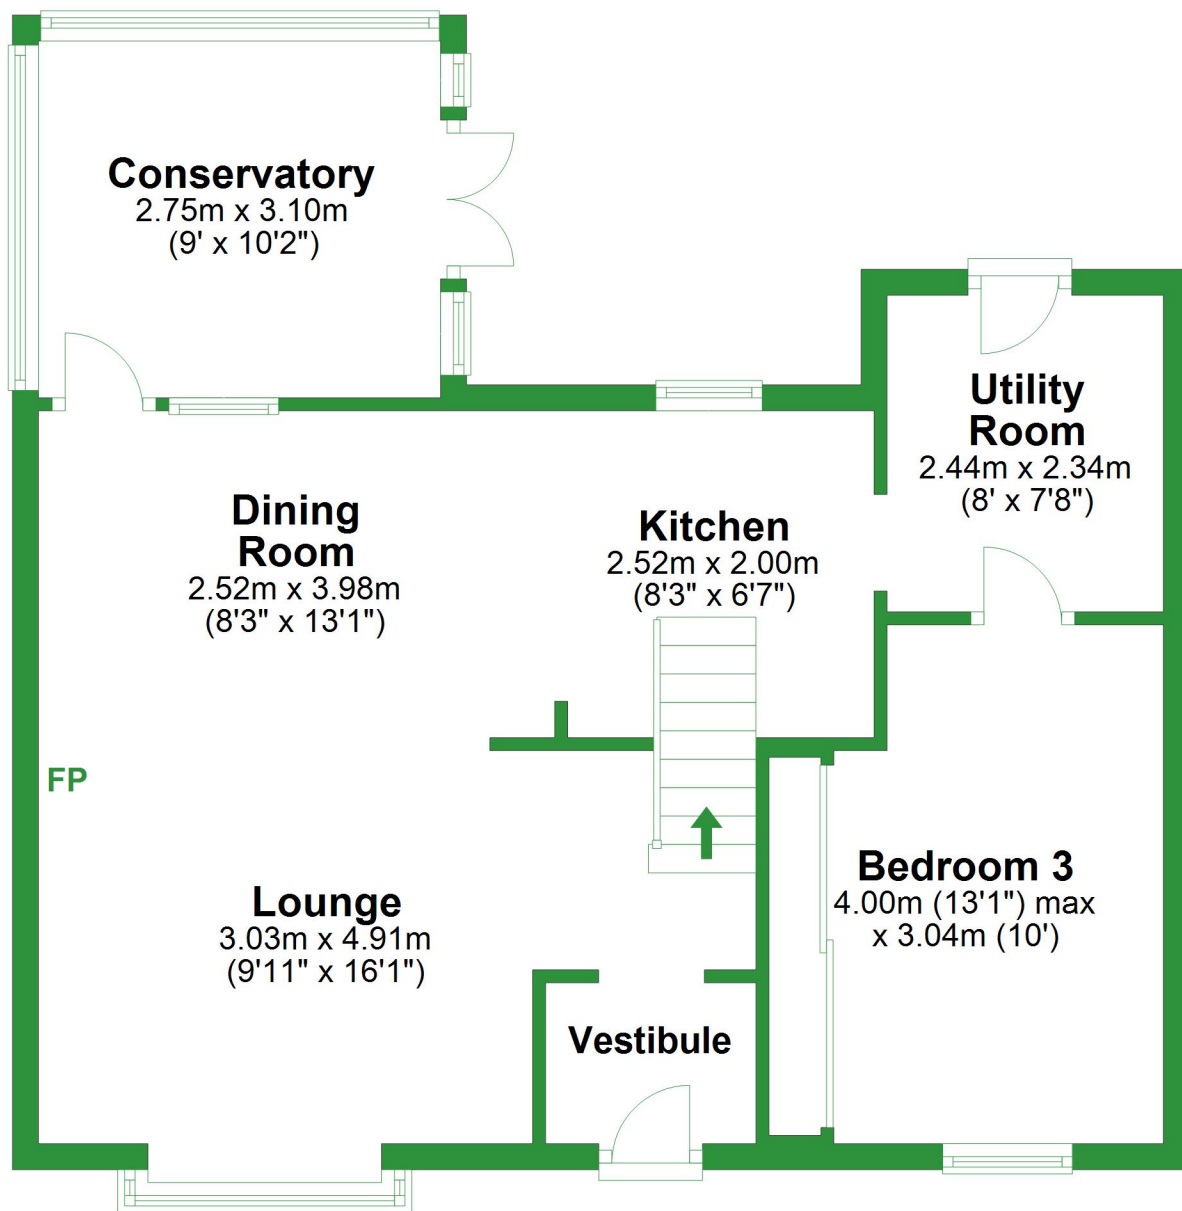 Conservatory
2.75m x 3.10m
(9' x 10'2")
Utility
Room
2.44m x 2.34m
(8' x 7'8")
Dining
Room
2.52m x 3.98m
(8'3" x 13'1")
Kitchen
2.52m x 2.00m
(8'3" x 6'7")
FP
Lounge
3.03m x 4.91m
(9'11" x 16'1")
Bedroom 3
4.00m (13'1") max
x 3.04m (10')
Vestibule